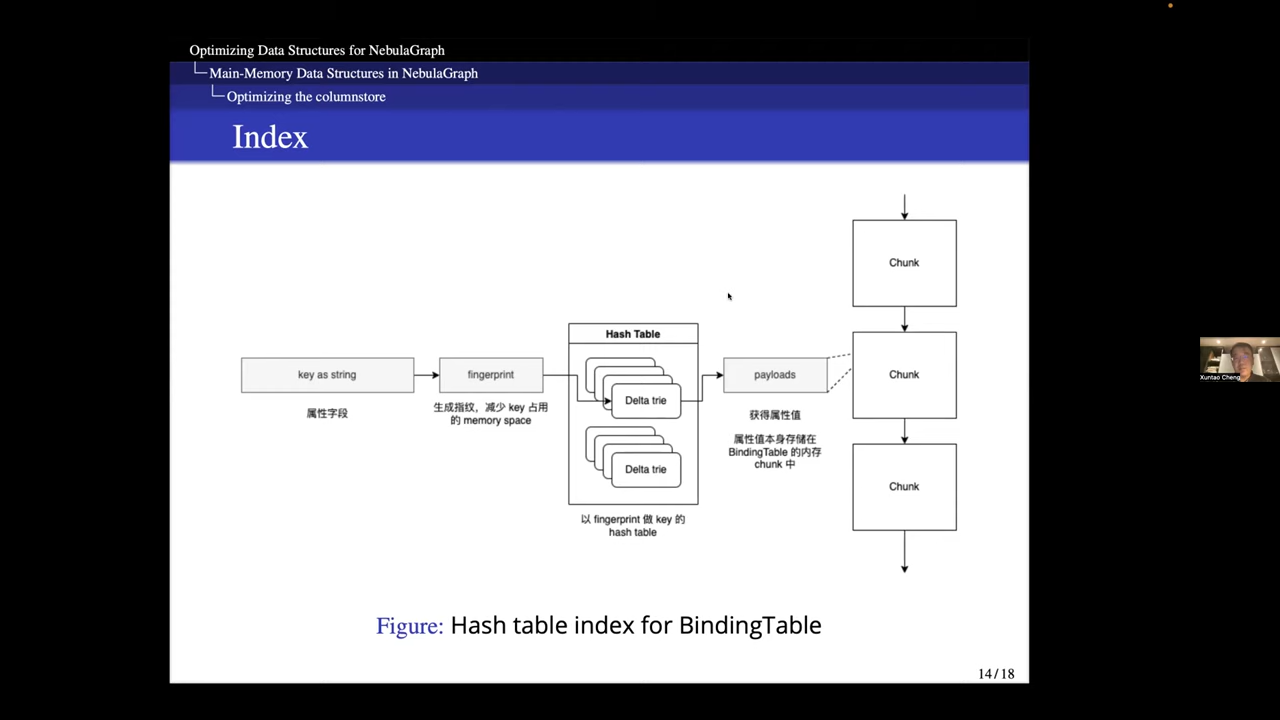 Optimizing Data Structures for NebulaGraph
Main-Memory Data Structures in NebulaGraph
Optimizing the columnstore
Index
Chunk
Hash Table
key as string
fingerprint
Delta trie
payloads
Chunk
属性字段
生成指纹，减少 key 占用
的 memory space
获得属性值
属性值本身存储在
BindingTable 的内存
chunk 中
Delta trie
Chunk
以 fingerprint 做 key 的
hash table
Figure: Hash table index for BindingTable
14/18
Xuntao Cheng